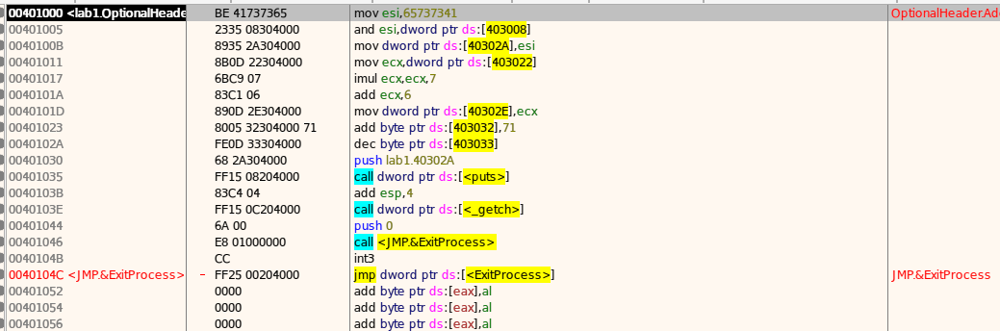 00401000 <lab1.OptionalHeade BE 41737365 mov esi,65737341 OptionalHeader.Add
00401005 2335 08304000 and esi,dword ptr ds:[403008]
0040100B 8935 2A304000 mov dword ptr ds:[40302A],esi
00401011 8B0D 22304000 mov ecx,dword ptr ds:[403022]
00401017 6BC9 07 imul ecx,ecx,7
0040101A 83C1 06 add ecx,6
0040101D 890D 2E304000 mov dword ptr ds:[40302E],ecx
00401023 8005 32304000 71 add byte ptr ds:[403032],71
0040102A FE0D 33304000 dec byte ptr ds:[403033]
00401030 68 2A304000 push lab1.40302A
00401035 FF15 08204000 call dword ptr ds:[<puts>]
0040103B 83C4 04 add esp,4
0040103E FF15 0C204000 call dword ptr ds:[<_getch>]
00401044 6A 00 push 0
00401046 E8 01000000 call <JMP.&ExitProcess>
0040104B CC int3
0040104C <JMP.&ExitProcess> - FF25 00204000 jmp dword ptr ds:[<ExitProcess>] JMP.&ExitProcess
00401052 0000 add byte ptr ds:[eax],al
00401054 0000 add byte ptr ds:[eax],al
00401056 0000 add byte ptr ds:[eax],al